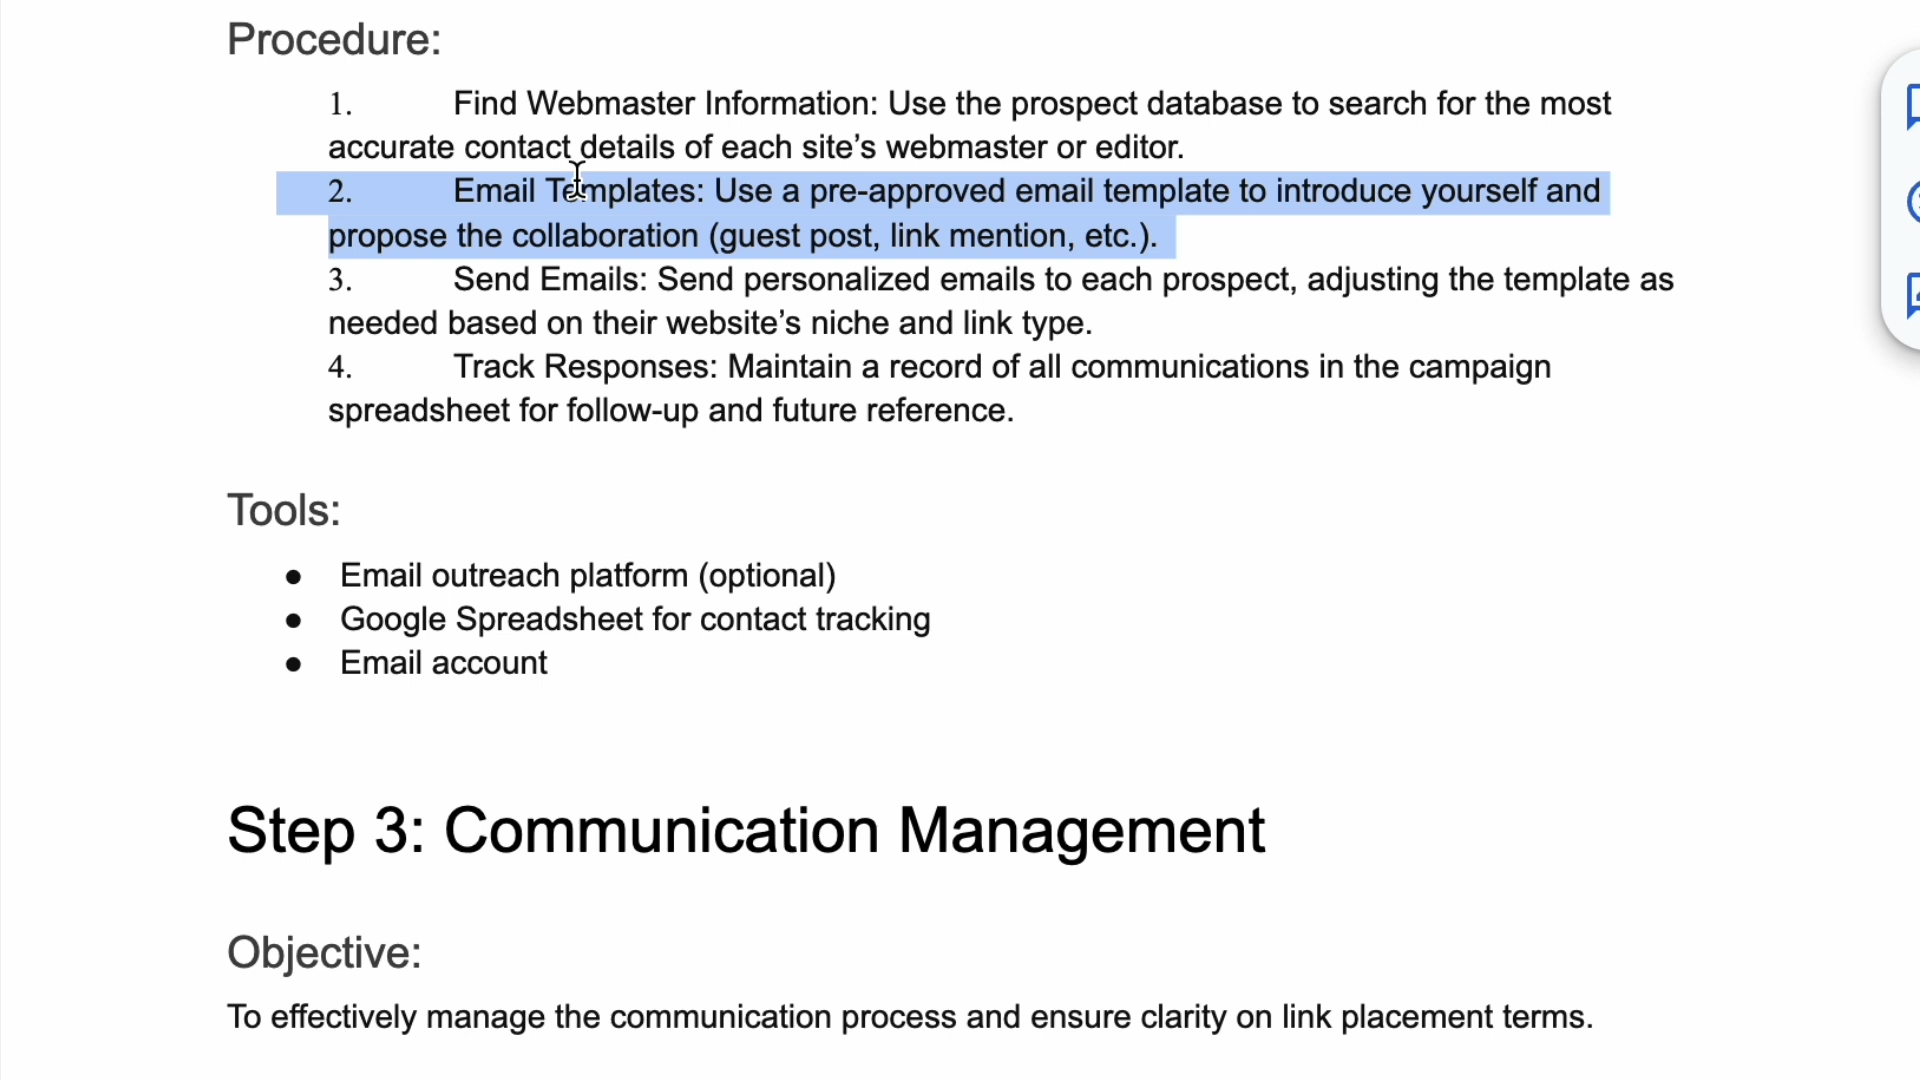 Procedure:
1. Find Webmaster Information: Use the prospect database to search for the most
accurate contact details of each site’s webmaster or editor.
2. Email Templates: Use a pre-approved email template to introduce yourself and
propose the collaboration (guest post, link mention, etc.).
3. Send Emails: Send personalized emails to each prospect, adjusting the template as
needed based on their website’s niche and link type.
4. Track Responses: Maintain a record of all communications in the campaign
spreadsheet for follow-up and future reference.
Tools:
● Email outreach platform (optional)
● Google Spreadsheet for contact tracking
● Email account
Step 3: Communication Management
Objective:
To effectively manage the communication process and ensure clarity on link placement terms.